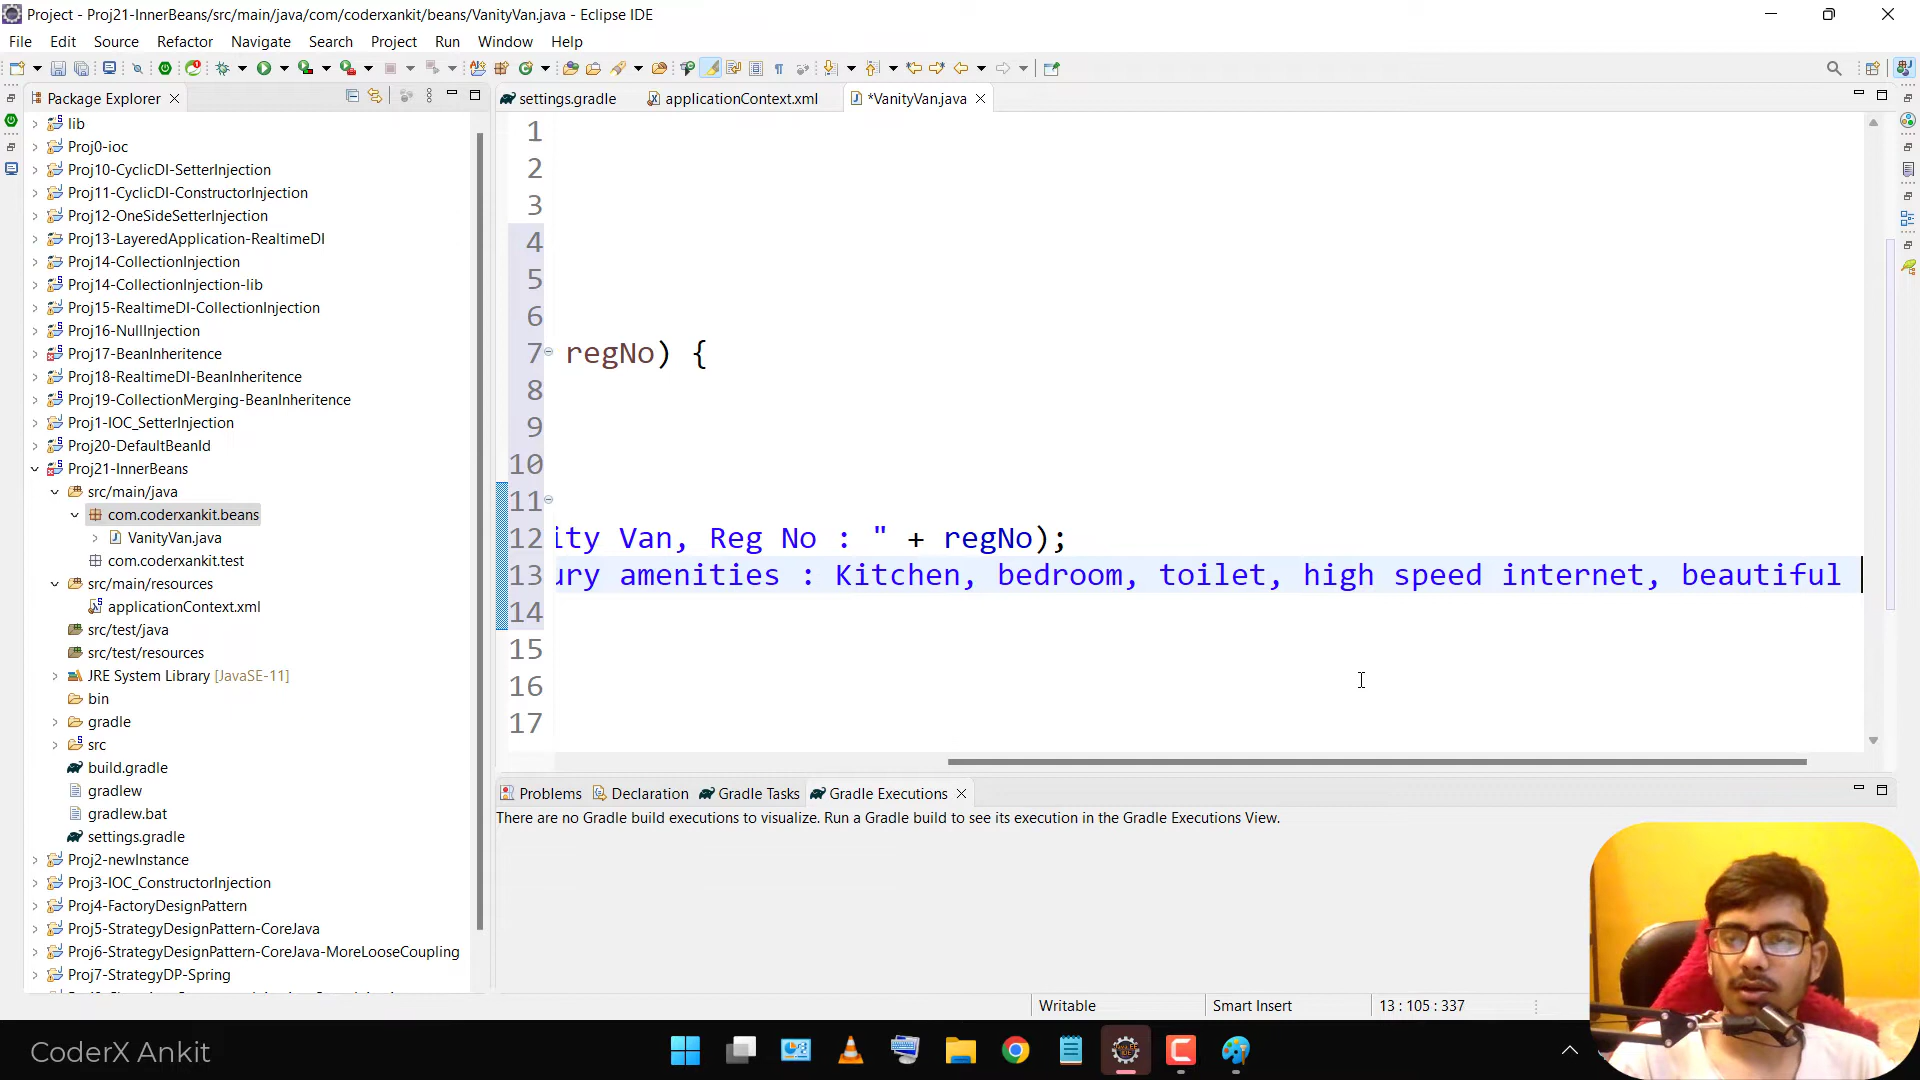 Project - Proj21-InnerBeans/src/main/java/com/coderxankit/beans/VanityVan.java - Eclipse IDE
File Edit Source Refactor Navigate Search Project Run Window Help
Package Explorer
settings.gradle applicationContext.xml *VanityVan.java
lib
Proj0-ioc
Proj10-CyclicDI-SetterInjection
Proj11-CyclicDI-ConstructorInjection
Proj12-OneSideSetterInjection
Proj13-LayeredApplication-RealtimeDI
Proj14-CollectionInjection
Proj14-CollectionInjection-lib
Proj15-RealtimeDI-CollectionInjection
Proj16-NullInjection
Proj17-BeanInheritence
Proj18-RealtimeDI-BeanInheritence
Proj19-CollectionMerging-BeanInheritence
Proj1-IOC_SetterInjection
Proj20-DefaultBeanId
Proj21-InnerBeans
src/main/java
com.coderxankit.beans
VanityVan.java
com.coderxankit.test
src/main/resources
applicationContext.xml
src/test/java
src/test/resources
JRE System Library [JavaSE-11]
bin
gradle
src
build.gradle
gradlew
gradlew.bat
settings.gradle
Proj2-newInstance
Proj3-IOC_ConstructorInjection
Proj4-FactoryDesignPattern
Proj5-StrategyDesignPattern-CoreJava
Proj6-StrategyDesignPattern-CoreJava-MoreLooseCoupling
Proj7-StrategyDP-Spring
1
2
3
4
5
6
7 regNo) {
8
9
10
11
12 ity Van, Reg No : " + regNo);
13 ury amenities : Kitchen, bedroom, toilet, high speed internet, beautiful
14
15
16
17
Problems Declaration Gradle Tasks Gradle Executions
There are no Gradle build executions to visualize. Run a Gradle build to see its execution in the Gradle Executions View.
Writable Smart Insert 13 : 105 : 337
CoderX Ankit